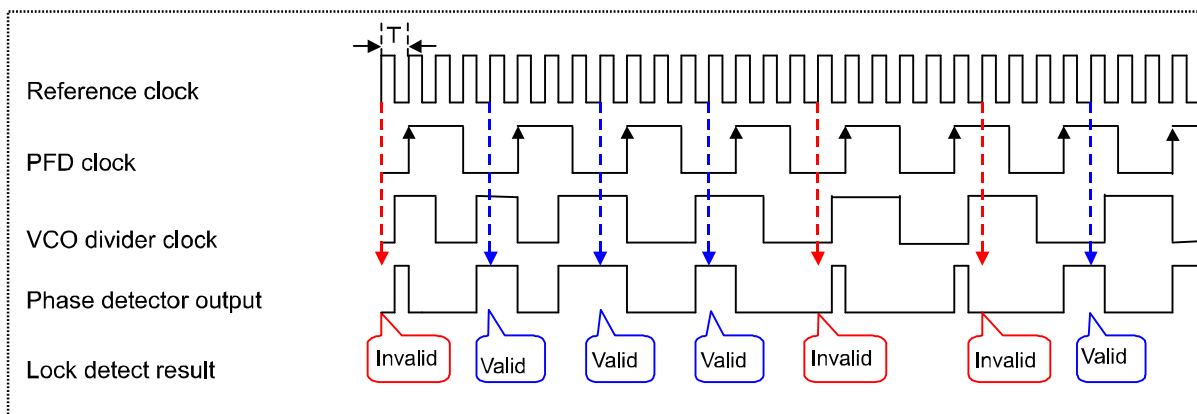 T
Reference clock
PFD clock
VCO divider clock
Phase detector output
Lock detect result
Invalid
Valid
Valid
Valid
Invalid
Invalid
Valid